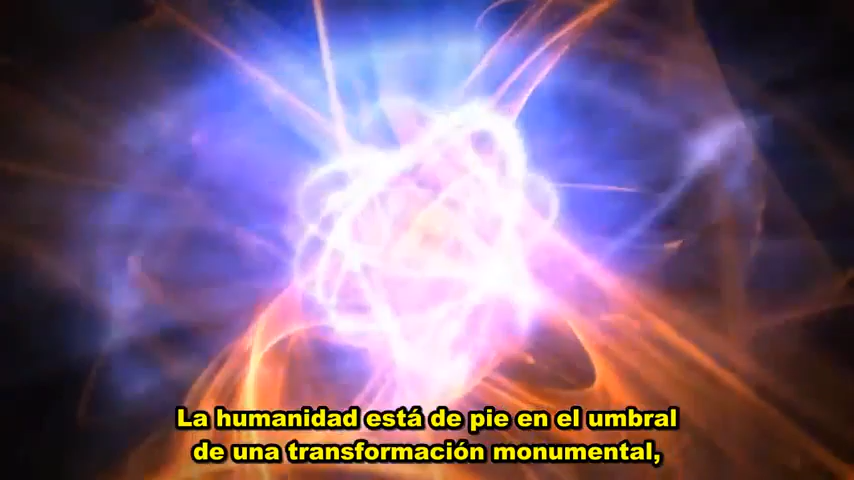 La humanidad está de pie en el umbral
de una transformación monumental,